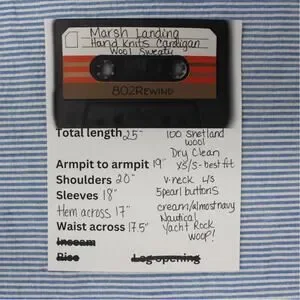 Marsh Landing
Hand Knits Cardigan
Wool Sweatr
802REWIND
Total length 25"
Armpit to armpit 19"
Shoulders 20"
Sleeves 18"
Hem across 17"
Waist across 17.5"
Inseam
Rise
Leg opening
100 Shetland
wool
Dry Clean
xs/s-best fit
v-neck l/s
5 pearl buttons
cream/almost navy
Nautical
Yacht Rock
woop!